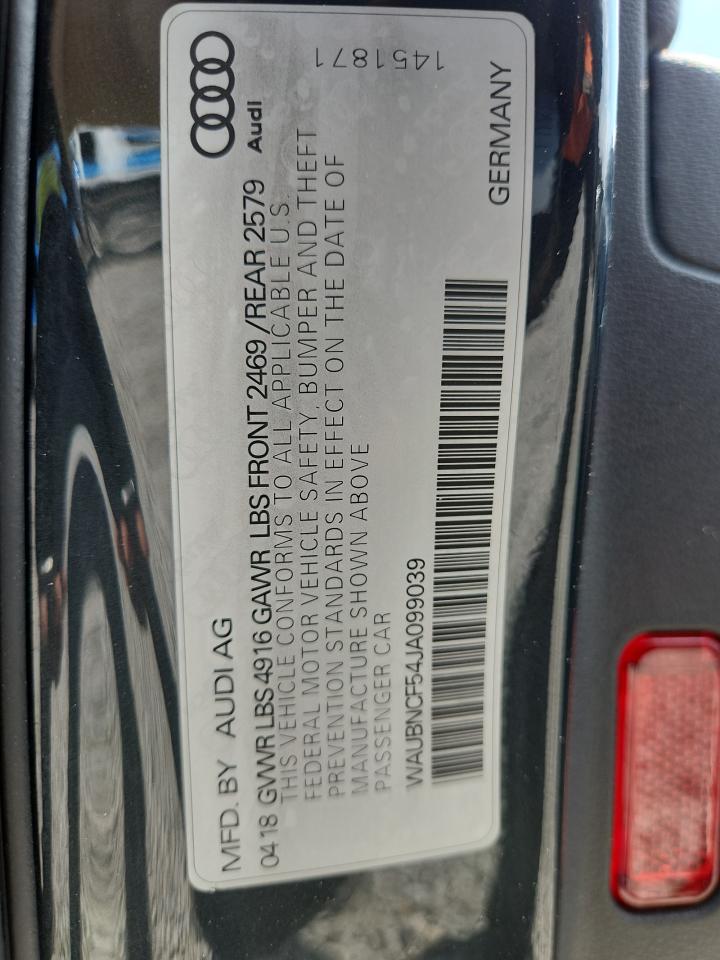 MFD. BY AUDI AG
Audi
04 18 GVWR LBS 4916 GAWR LBS FRONT 2469 /REAR 2579
THIS VEHICLE CONFORMS TO ALL APPLICABLE U.S.
FEDERAL MOTOR VEHICLE SAFETY, BUMPER AND THEFT
PREVENTION STANDARDS IN EFFECT ON THE DATE OF
MANUFACTURE SHOWN ABOVE
PASSENGER CAR
1451871
WAUBNCF54JA099039
GERMANY